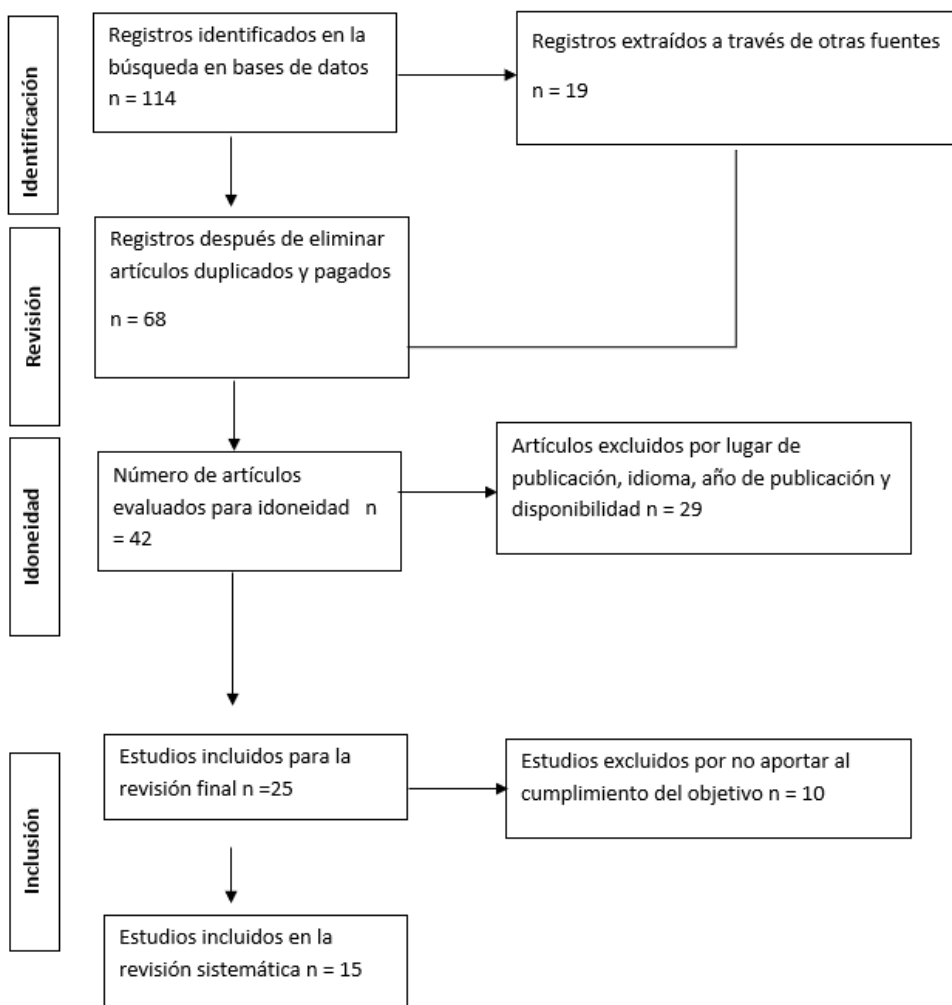 Identificación
Registros identificados en la
búsqueda en bases de datos
n = 114
Registros extraídos a través de otras fuentes
n = 19
Revisión
Registros después de eliminar
artículos duplicados y pagados
n = 68
Idoneidad
Número de artículos
evaluados para idoneidad n
= 42
Artículos excluidos por lugar de
publicación, idioma, año de publicación y
disponibilidad n = 29
Inclusión
Estudios incluidos para la
revisión final n =25
Estudios excluidos por no aportar al
cumplimiento del objetivo n = 10
Estudios incluidos en la
revisión sistemática n = 15